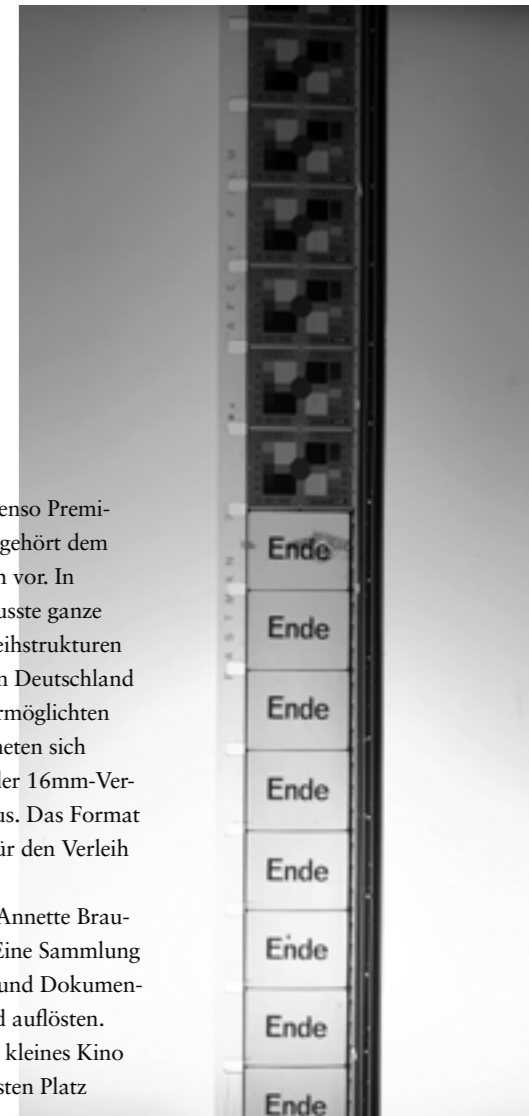 enso Premi-
gehört dem
n vor. In
usste ganze
eihstrukturen
n Deutschland
rmöglichten
neten sich
ler 16mm-Ver-
us. Das Format
ür den Verleih
Annette Brau-
Eine Sammlung
und Dokumen-
d auflösten.
kleines Kino
sten Platz
Ende
Ende
Ende
Ende
Ende
Ende
Ende
Ende